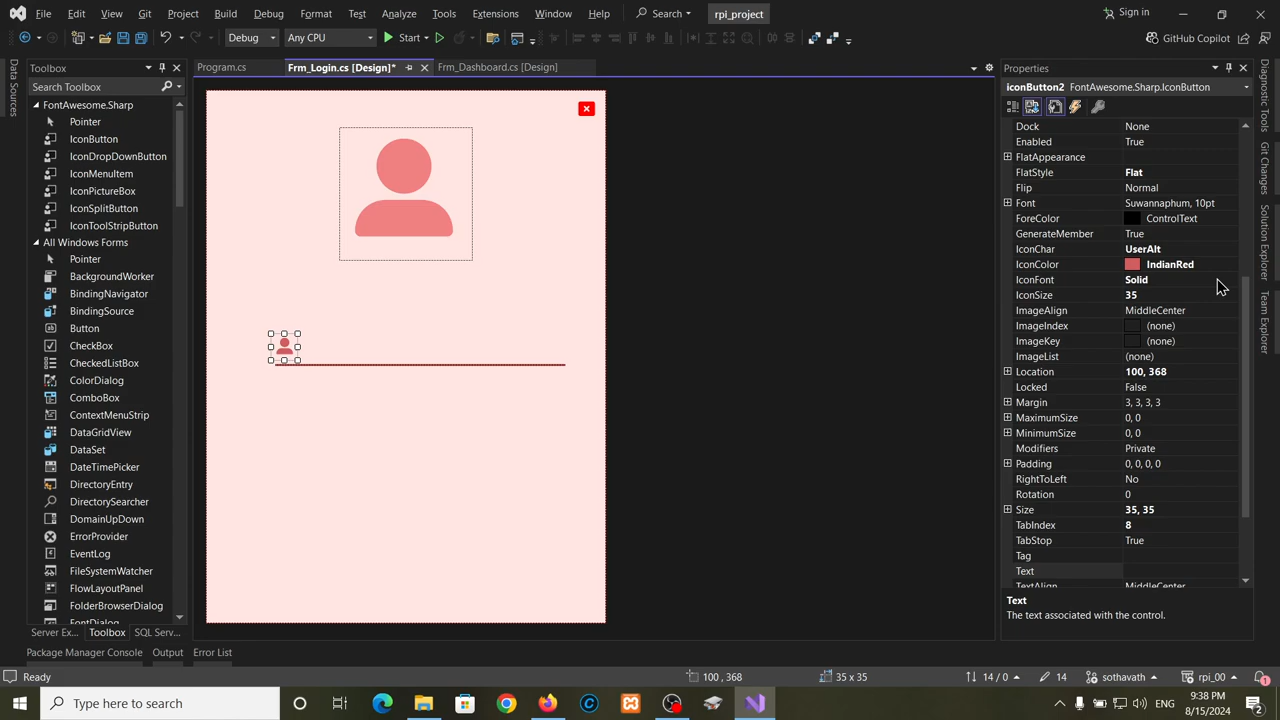 File Edit View Git Project Build Debug Format Test Analyze Tools Extensions Window Help Search rpi_project Sign in
Debug Any CPU Start GitHub Copilot
Data Sources
Toolbox
Search Toolbox
FontAwesome.Sharp
Pointer
IconButton
IconDropDownButton
IconMenuItem
IconPictureBox
IconSplitButton
IconToolStripButton
All Windows Forms
Pointer
BackgroundWorker
BindingNavigator
BindingSource
Button
CheckBox
CheckedListBox
ColorDialog
ComboBox
ContextMenuStrip
DataGridView
DataSet
DateTimePicker
DirectoryEntry
DirectorySearcher
DomainUpDown
ErrorProvider
EventLog
FileSystemWatcher
FlowLayoutPanel
FolderBrowserDialog
FontDialog
Server Ex... Toolbox SQL Serv...
Program.cs Frm_Login.cs [Design]* Frm_Dashboard.cs [Design]
Properties
iconButton2 FontAwesome.Sharp.IconButton
Dock None
Enabled True
FlatAppearance
FlatStyle Flat
Flip Normal
Font Suwannaphum, 10pt
ForeColor ControlText
GenerateMember True
IconChar UserAlt
IconColor IndianRed
IconFont Solid
IconSize 35
ImageAlign MiddleCenter
ImageIndex (none)
ImageKey (none)
ImageList (none)
Location 100, 368
Locked False
Margin 3, 3, 3, 3
MaximumSize 0, 0
MinimumSize 0, 0
Modifiers Private
Padding 0, 0, 0, 0
RightToLeft No
Rotation 0
Size 35, 35
TabIndex 8
TabStop True
Tag
Text
TextAlign MiddleCenter
Text
The text associated with the control.
Diagnostic Tools
Git Changes
Solution Explorer
Team Explorer
Package Manager Console Output Error List
Ready 100 , 368 35 x 35 14 / 0 14 sothavath rpi_00 1
Type here to search ENG 9:38 PM
8/15/2024 2